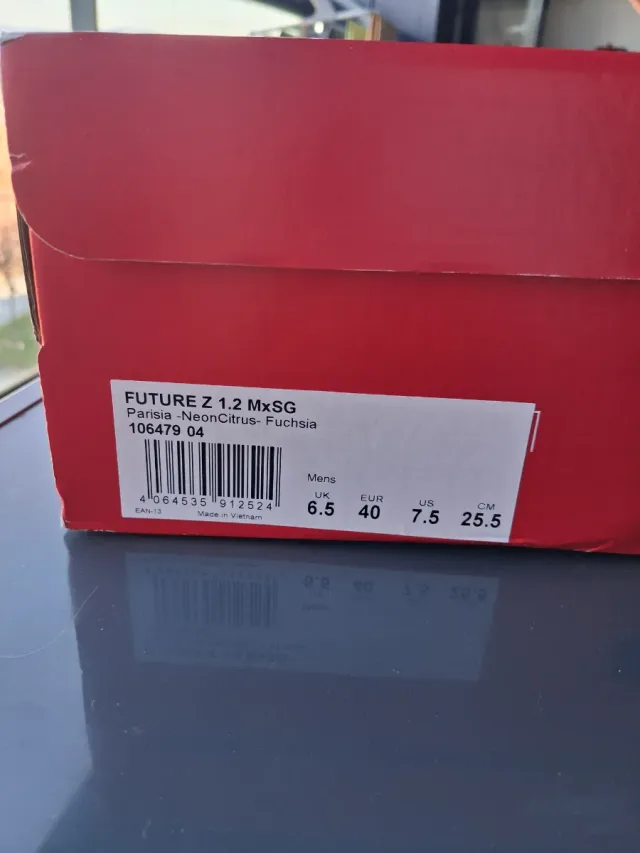 FUTURE Z 1.2 MxSG
Parisia -NeonCitrus- Fuchsia
106479 04
4 064535 912524
EAN-13 Made in Vietnam
Mens
UK EUR US CM
6.5 40 7.5 25.5